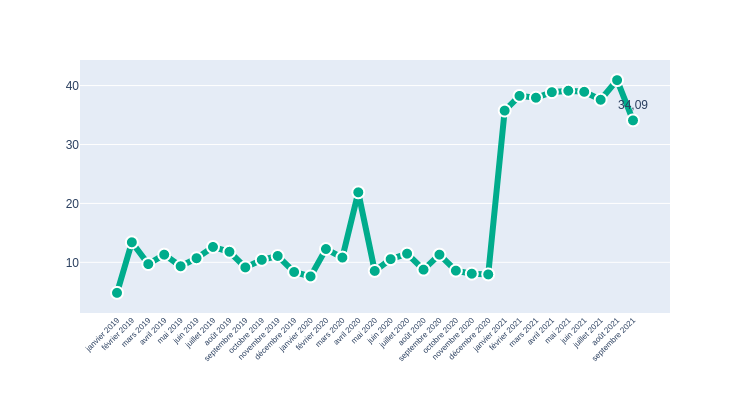 40
30
20
10
34.09
janvier 2019
février 2019
mars 2019
avril 2019
mai 2019
juin 2019
juillet 2019
août 2019
septembre 2019
octobre 2019
novembre 2019
décembre 2019
janvier 2020
février 2020
mars 2020
avril 2020
mai 2020
juin 2020
juillet 2020
août 2020
septembre 2020
octobre 2020
novembre 2020
décembre 2020
janvier 2021
février 2021
mars 2021
avril 2021
mai 2021
juin 2021
juillet 2021
août 2021
septembre 2021